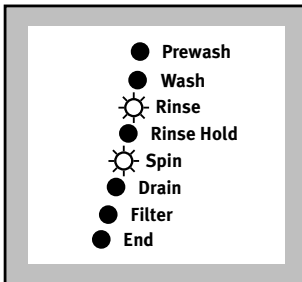 Prewash
Wash
Rinse
Rinse Hold
Spin
Drain
Filter
End